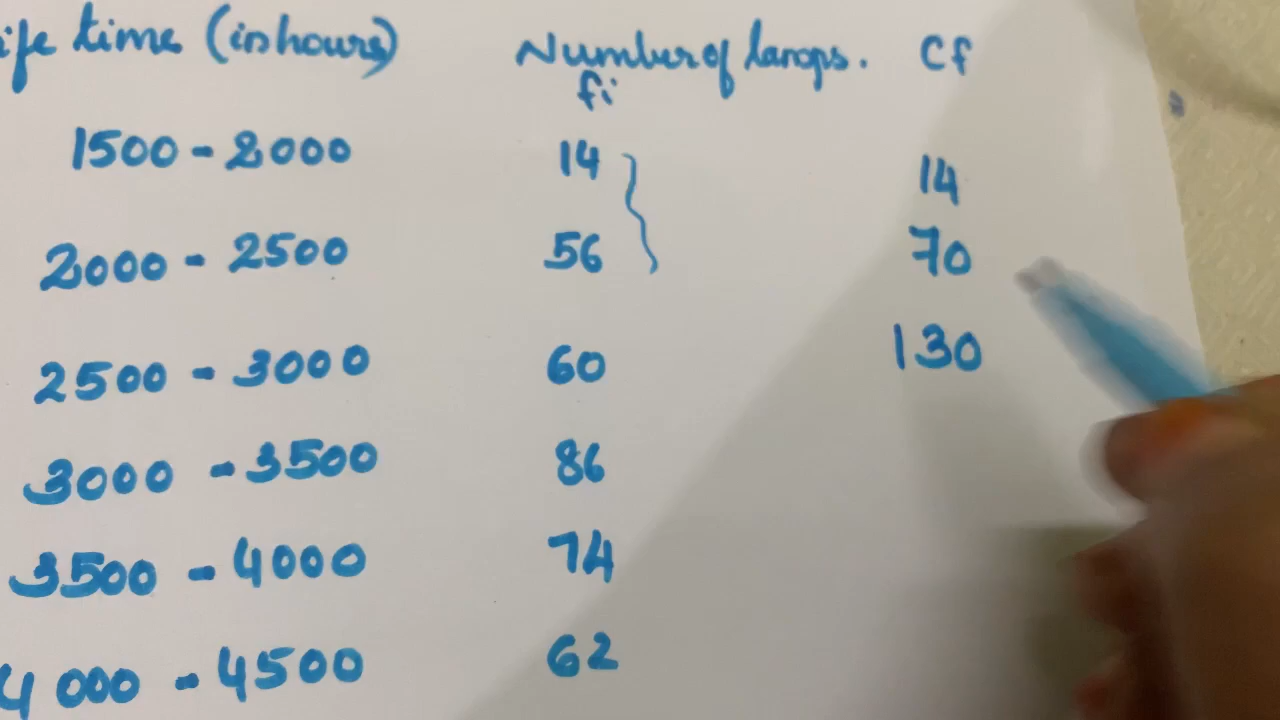 life time (in hours) Number of lamps. Cf
fi
1500 - 2000 14 14
2000 - 2500 56 70
2500 - 3000 60 130
3000 - 3500 86
3500 - 4000 74
4000 - 4500 62